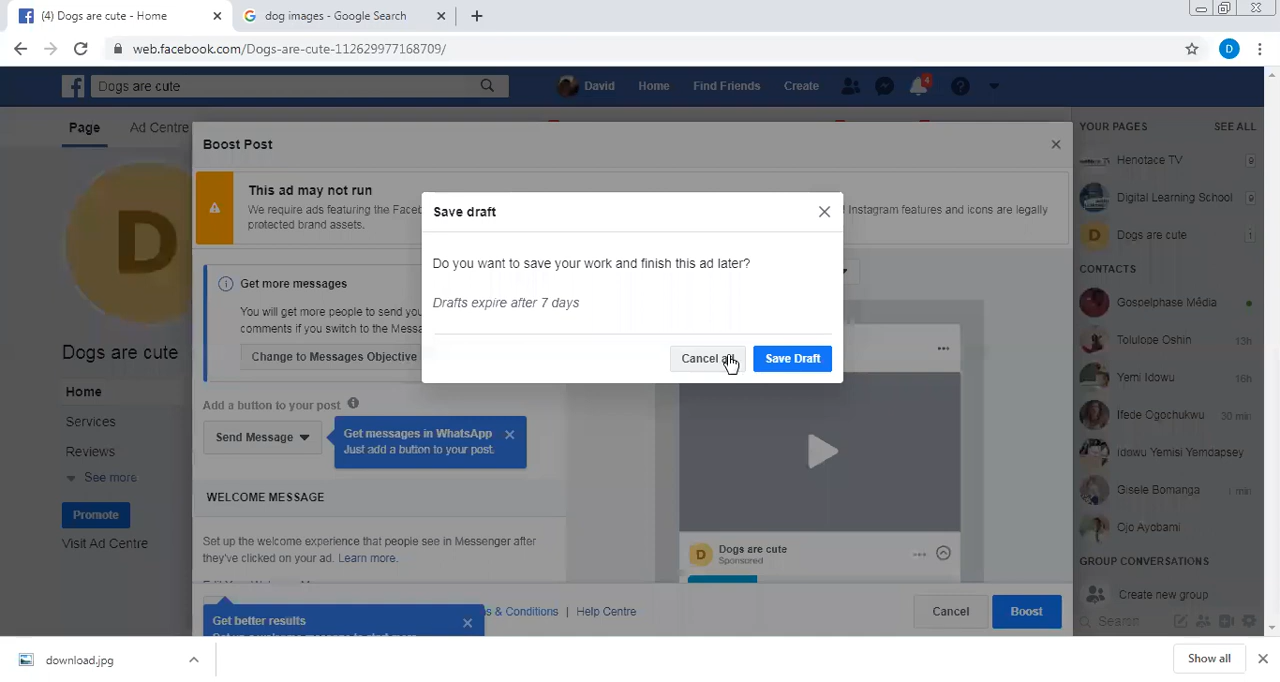 (4) Dogs are cute - Home
dog images - Google Search
web.facebook.com/Dogs-are-cute-112629977168709/
D
Dogs are cute
David
Home
Find Friends
Create
4
Page
Ad Centre
Boost Post
This ad may not run
We require ads featuring the Faceb
d Instagram features and icons are legally
protected brand assets.
Save draft
Do you want to save your work and finish this ad later?
Drafts expire after 7 days
Cancel
Save Draft
Get more messages
You will get more people to send you
comments if you switch to the Messa
Change to Messages Objective
Add a button to your post
Send Message
Get messages in WhatsApp
Just add a button to your post.
WELCOME MESSAGE
Set up the welcome experience that people see in Messenger after
they've clicked on your ad. Learn more.
Get better results
s & Conditions | Help Centre
Cancel
Boost
D
Dogs are cute
Sponsored
D
Dogs are cute
Home
Services
Reviews
See more
Promote
Visit Ad Centre
YOUR PAGES
SEE ALL
Henotace TV
9
Digital Learning School
9
D
Dogs are cute
1
CONTACTS
Gospelphase Média
Tolulope Oshin
13h
Yemi Idowu
16h
Ifede Ogochukwu
30 min
Idowu Yemisi Yemdapsey
Gisele Bomanga
1 min
Ojo Ayobami
GROUP CONVERSATIONS
Create new group
Search
download.jpg
Show all